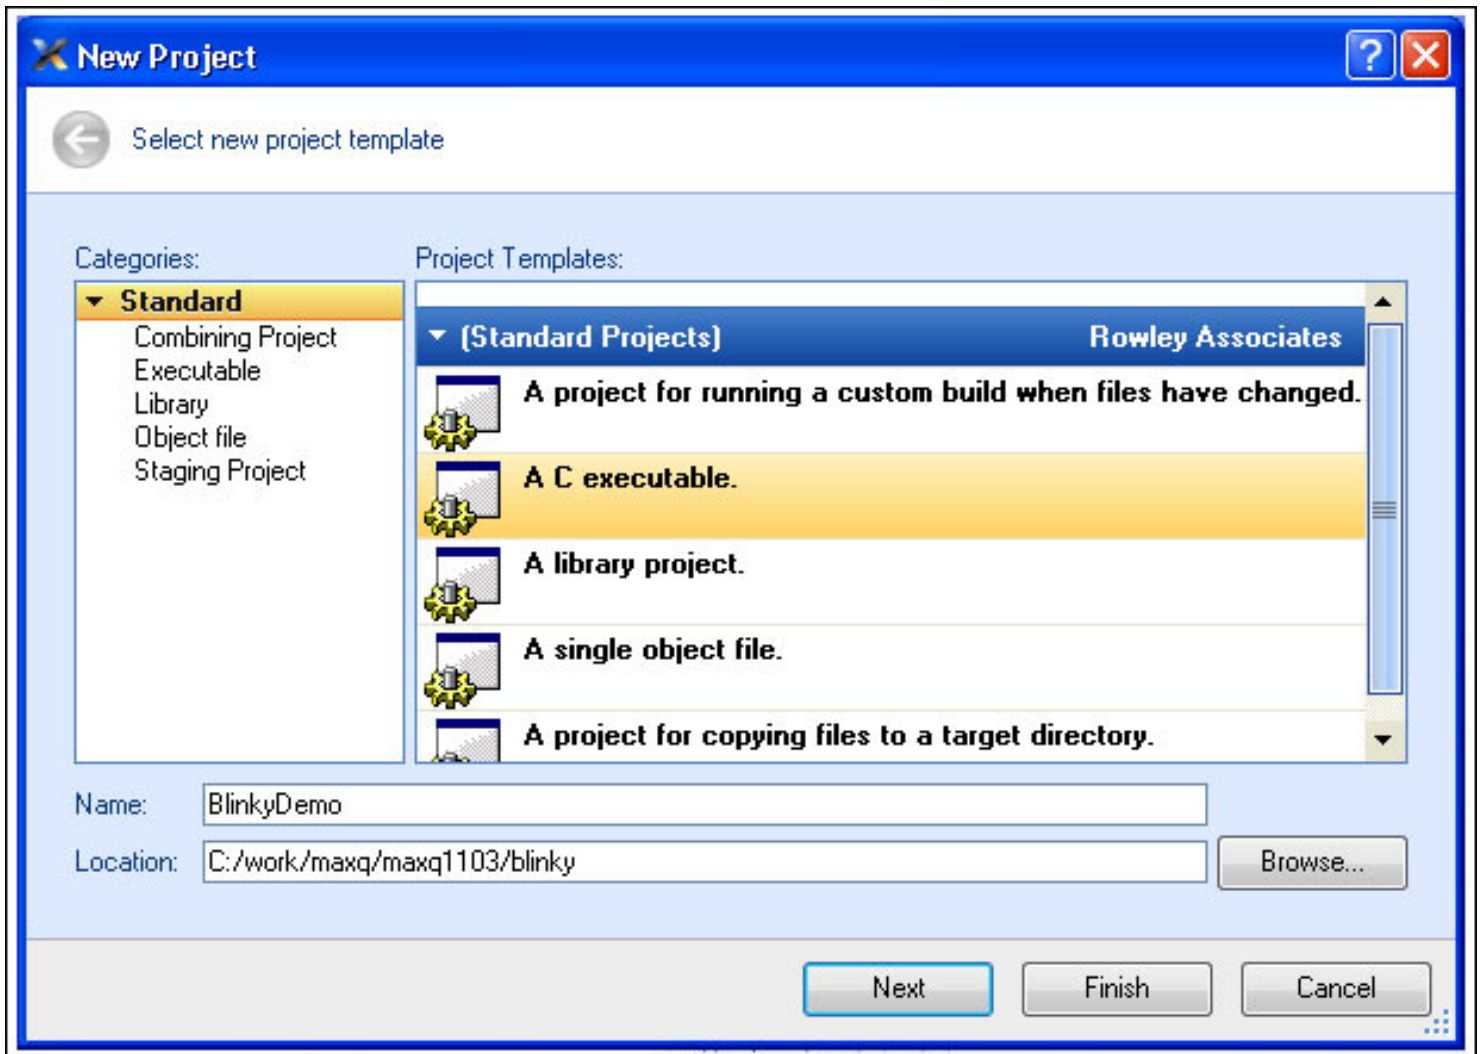 New Project
Select new project template
Categories:
Project Templates:
Standard
Combining Project
Executable
Library
Object file
Staging Project
(Standard Projects) Rowley Associates
A project for running a custom build when files have changed.
A C executable.
A library project.
A single object file.
A project for copying files to a target directory.
Name: BlinkyDemo
Location: C:/work/maxq/maxq1103/blinky
Browse...
Next
Finish
Cancel